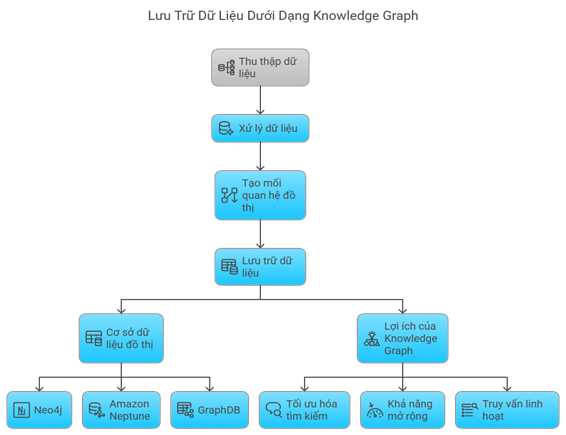 Lưu Trữ Dữ Liệu Dưới Dạng Knowledge Graph
Thu thập dữ
liệu
Xử lý dữ liệu
Tạo mối
quan hệ đồ
thị
Lưu trữ dữ
liệu
Cơ sở dữ
liệu đồ thị
Lợi ích của
Knowledge
Graph
Neo4j
Amazon
Neptune
GraphDB
Tối ưu hóa
tìm kiếm
Khả năng
mở rộng
Truy vấn linh
hoạt